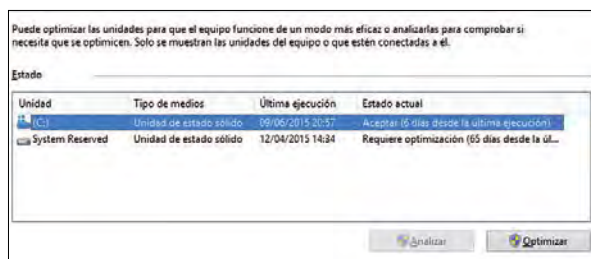 Puede optimizar las unidades para que el equipo funcione de un modo más eficaz o analizarlas para comprobar si
necesita que se optimicen. Solo se muestran las unidades del equipo o que estén conectadas a él.
Estado
Unidad Tipo de medios Última ejecución Estado actual
(C:) Unidad de estado sólido 09/06/2015 20:57 Aceptar (6 días desde la última ejecución)
System Reserved Unidad de estado sólido 12/04/2015 14:34 Requiere optimización (65 días desde la úl...
Analizar Optimizar